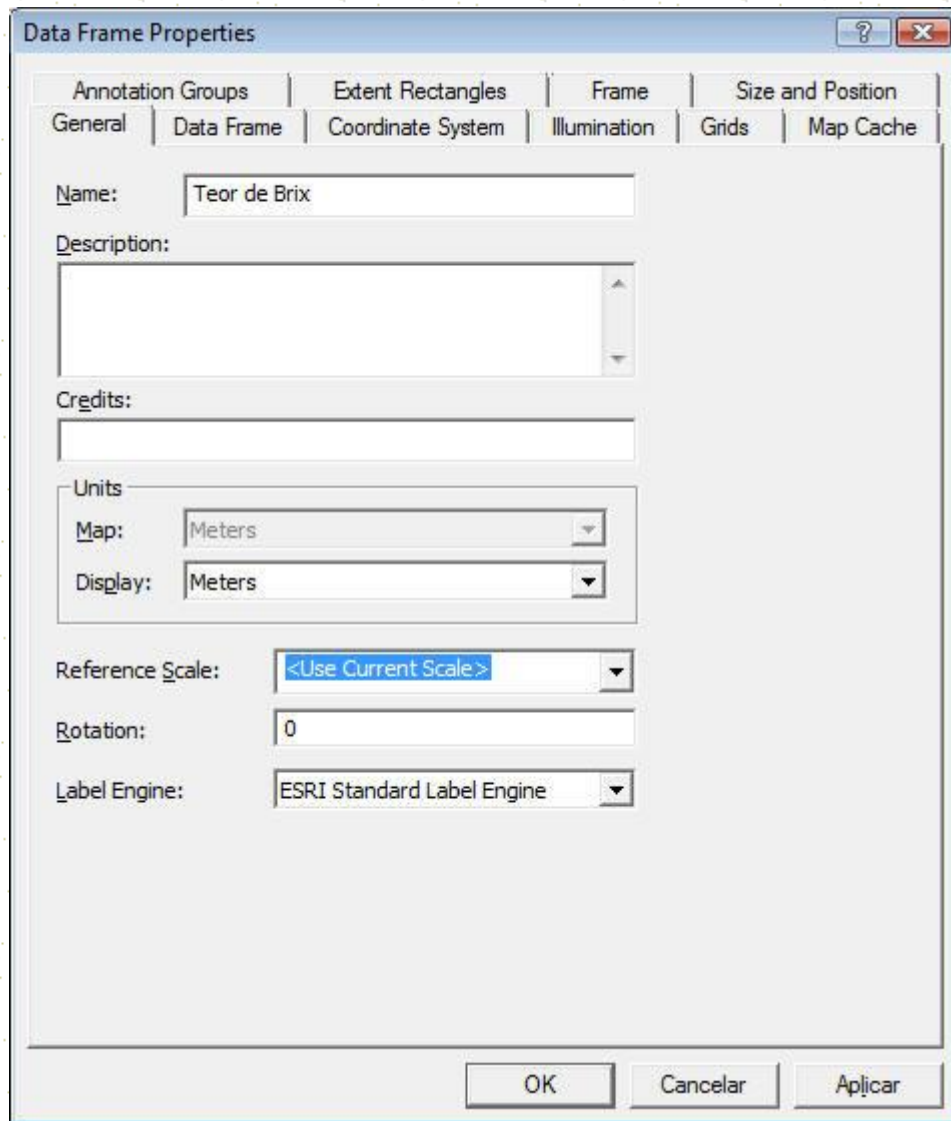 Data Frame Properties
Annotation Groups Extent Rectangles Frame Size and Position
General Data Frame Coordinate System Illumination Grids Map Cache
Name: Teor de Brix
Description:
Credits:
Units
Map: Meters
Display: Meters
Reference Scale: <Use Current Scale>
Rotation: 0
Label Engine: ESRI Standard Label Engine
OK Cancelar Aplicar